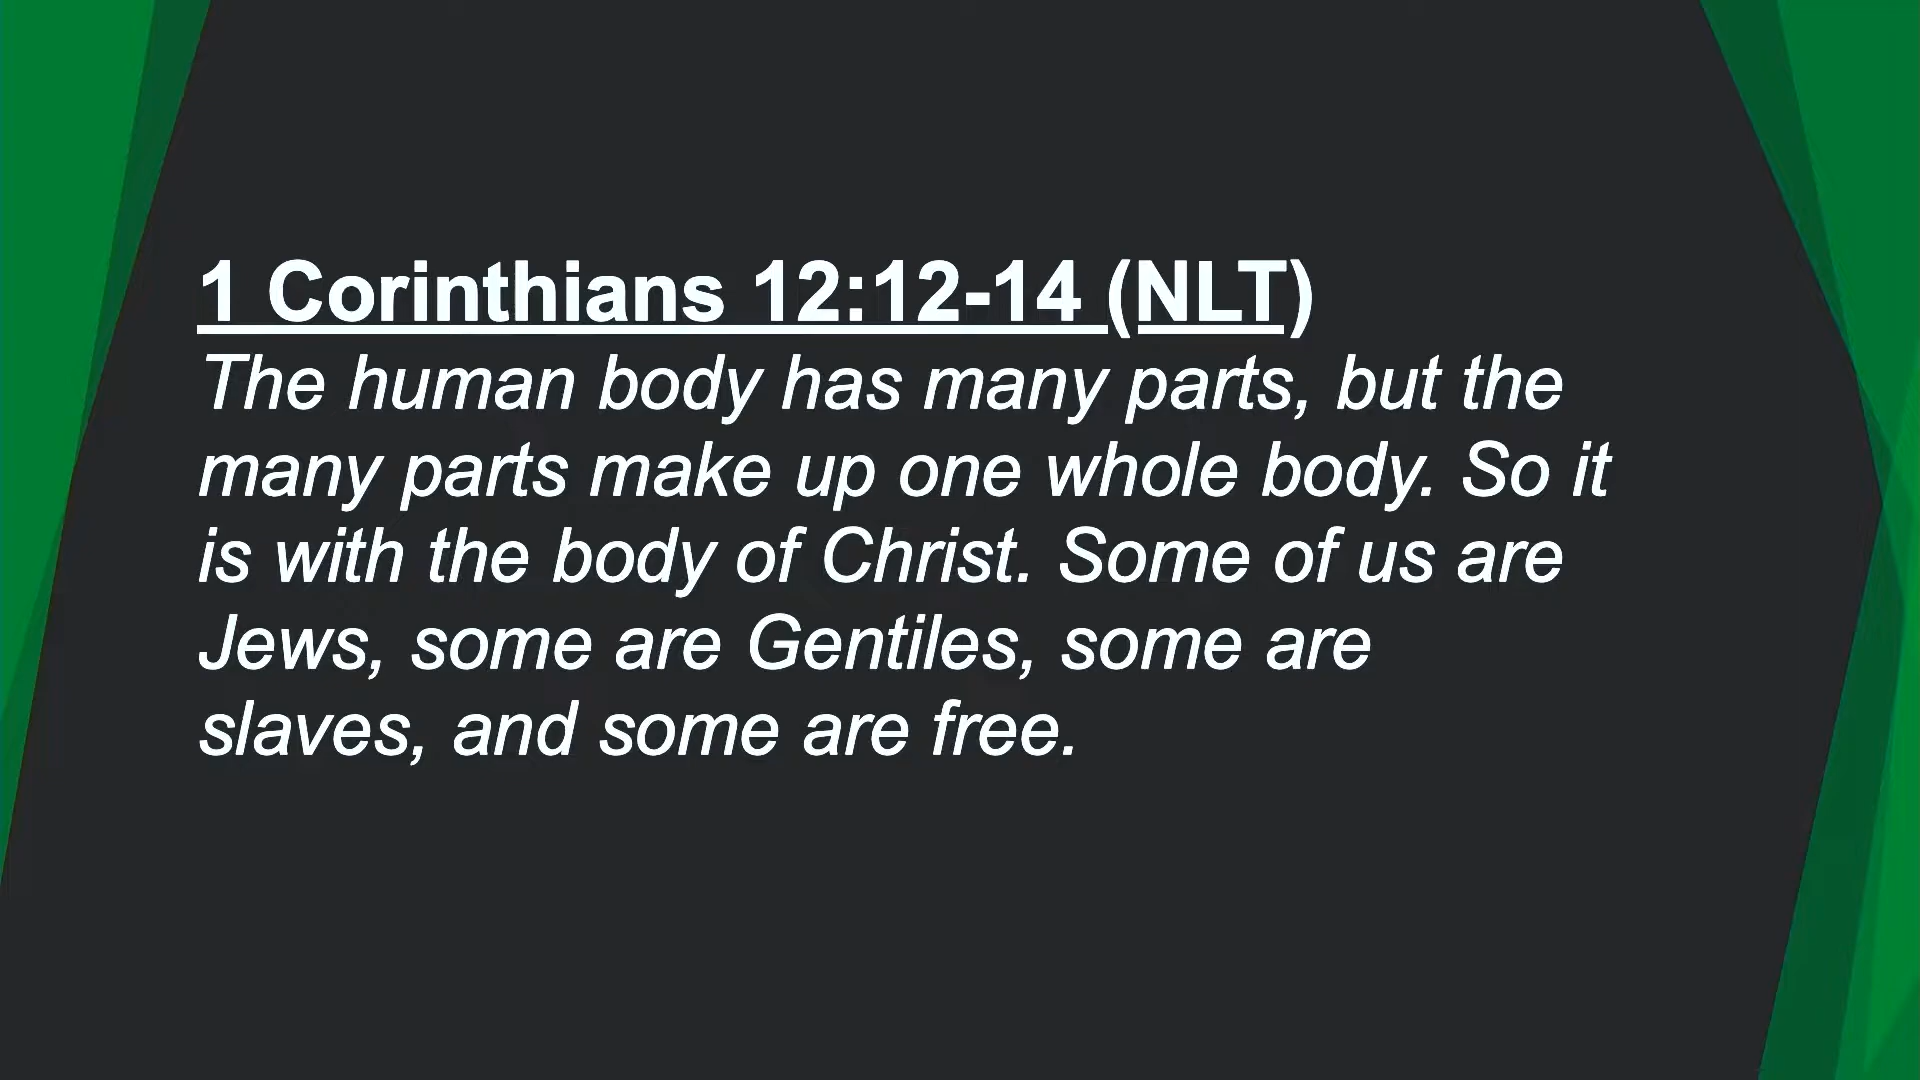 1 Corinthians 12:12-14 (NLT)
The human body has many parts, but the
many parts make up one whole body. So it
is with the body of Christ. Some of us are
Jews, some are Gentiles, some are
slaves, and some are free.